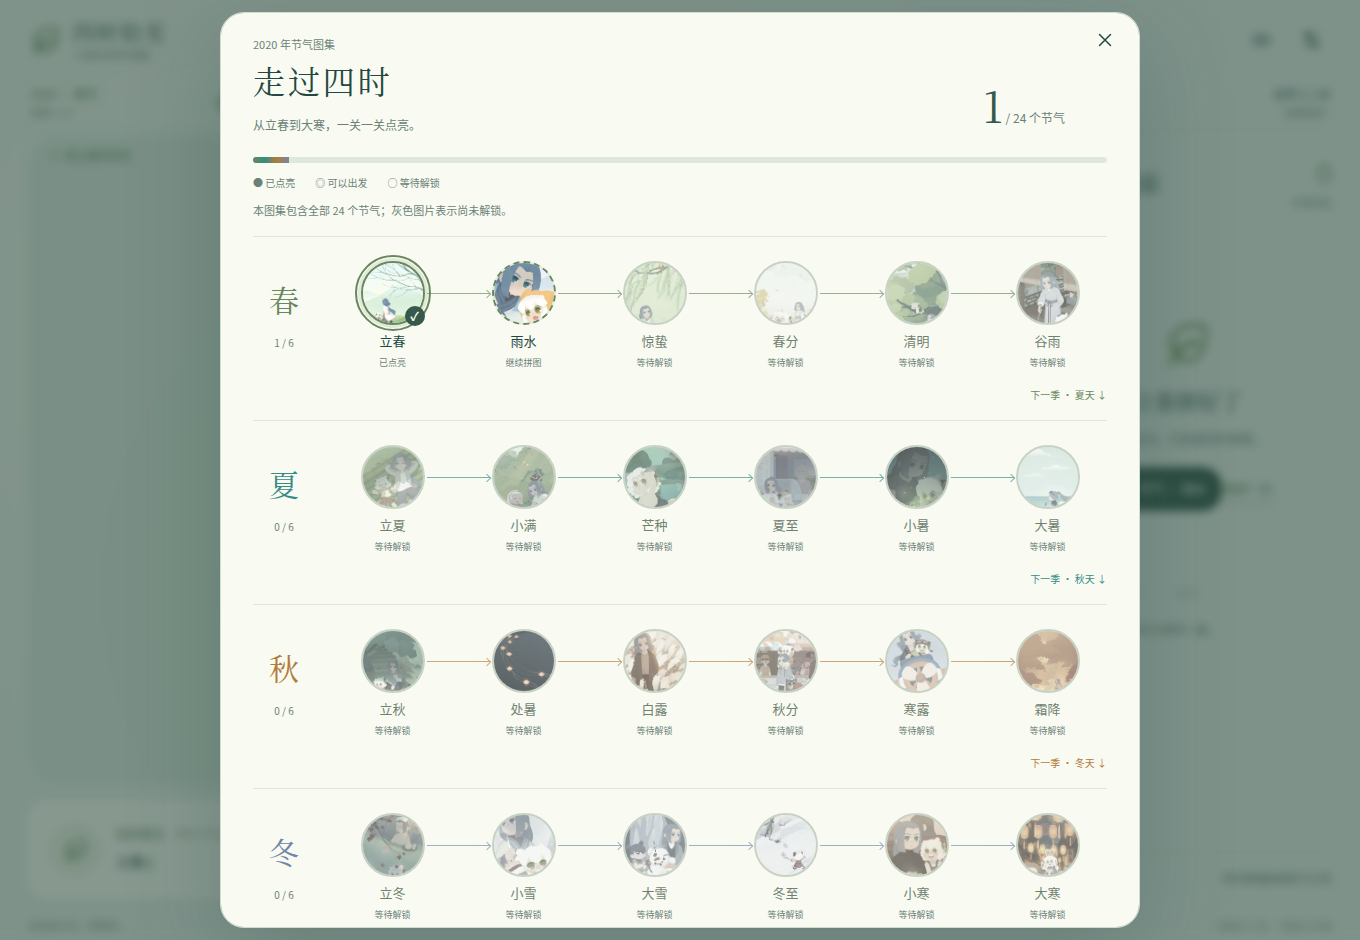 2020 年节气图集
走过四时
从立春到大寒，一关一关点亮。
1 / 24 个节气
已点亮 可以出发 等待解锁
本图集包含全部 24 个节气；灰色图片表示尚未解锁。
春
1 / 6
立春 雨水 惊蛰 春分 清明 谷雨
已点亮 继续拼图 等待解锁 等待解锁 等待解锁 等待解锁
下一季 · 夏天 ↓
夏
0 / 6
立夏 小满 芒种 夏至 小暑 大暑
等待解锁 等待解锁 等待解锁 等待解锁 等待解锁 等待解锁
下一季 · 秋天 ↓
秋
0 / 6
立秋 处暑 白露 秋分 寒露 霜降
等待解锁 等待解锁 等待解锁 等待解锁 等待解锁 等待解锁
下一季 · 冬天 ↓
冬
0 / 6
立冬 小雪 大雪 冬至 小寒 大寒
等待解锁 等待解锁 等待解锁 等待解锁 等待解锁 等待解锁